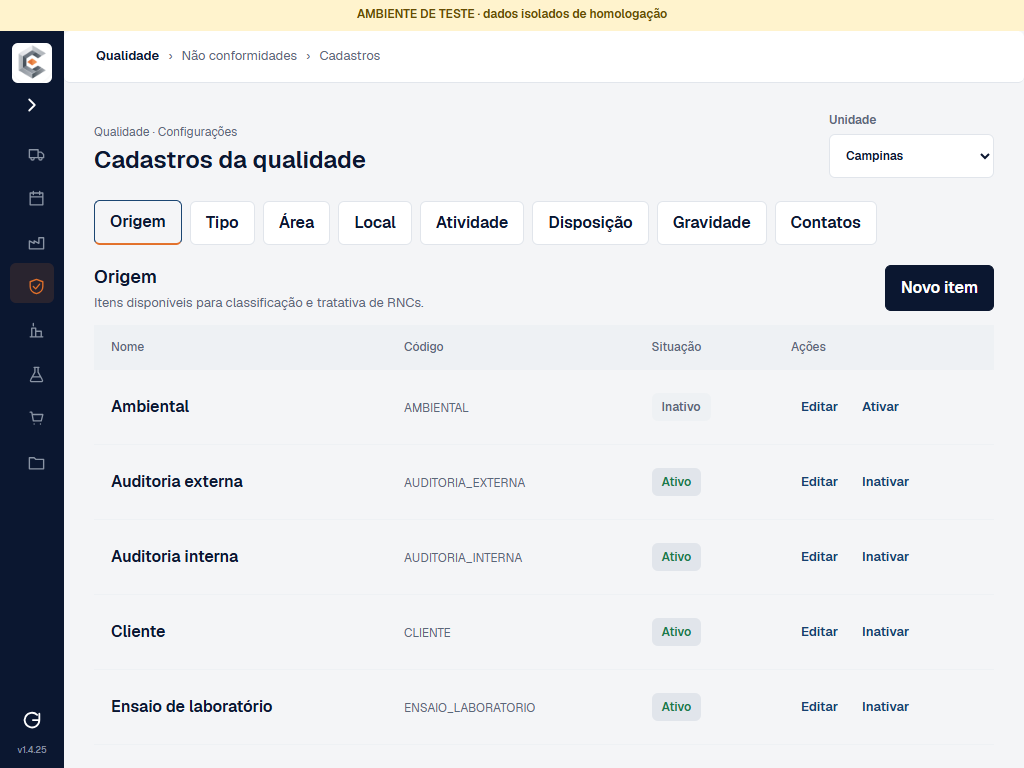 AMBIENTE DE TESTE · dados isolados de homologação
Qualidade › Não conformidades › Cadastros
Qualidade · Configurações
Cadastros da qualidade
Unidade
Campinas
Origem Tipo Área Local Atividade Disposição Gravidade Contatos
Origem
Itens disponíveis para classificação e tratativa de RNCs.
Novo item
Nome Código Situação Ações
Ambiental AMBIENTAL Inativo Editar Ativar
Auditoria externa AUDITORIA_EXTERNA Ativo Editar Inativar
Auditoria interna AUDITORIA_INTERNA Ativo Editar Inativar
Cliente CLIENTE Ativo Editar Inativar
Ensaio de laboratório ENSAIO_LABORATORIO Ativo Editar Inativar
v1.4.25